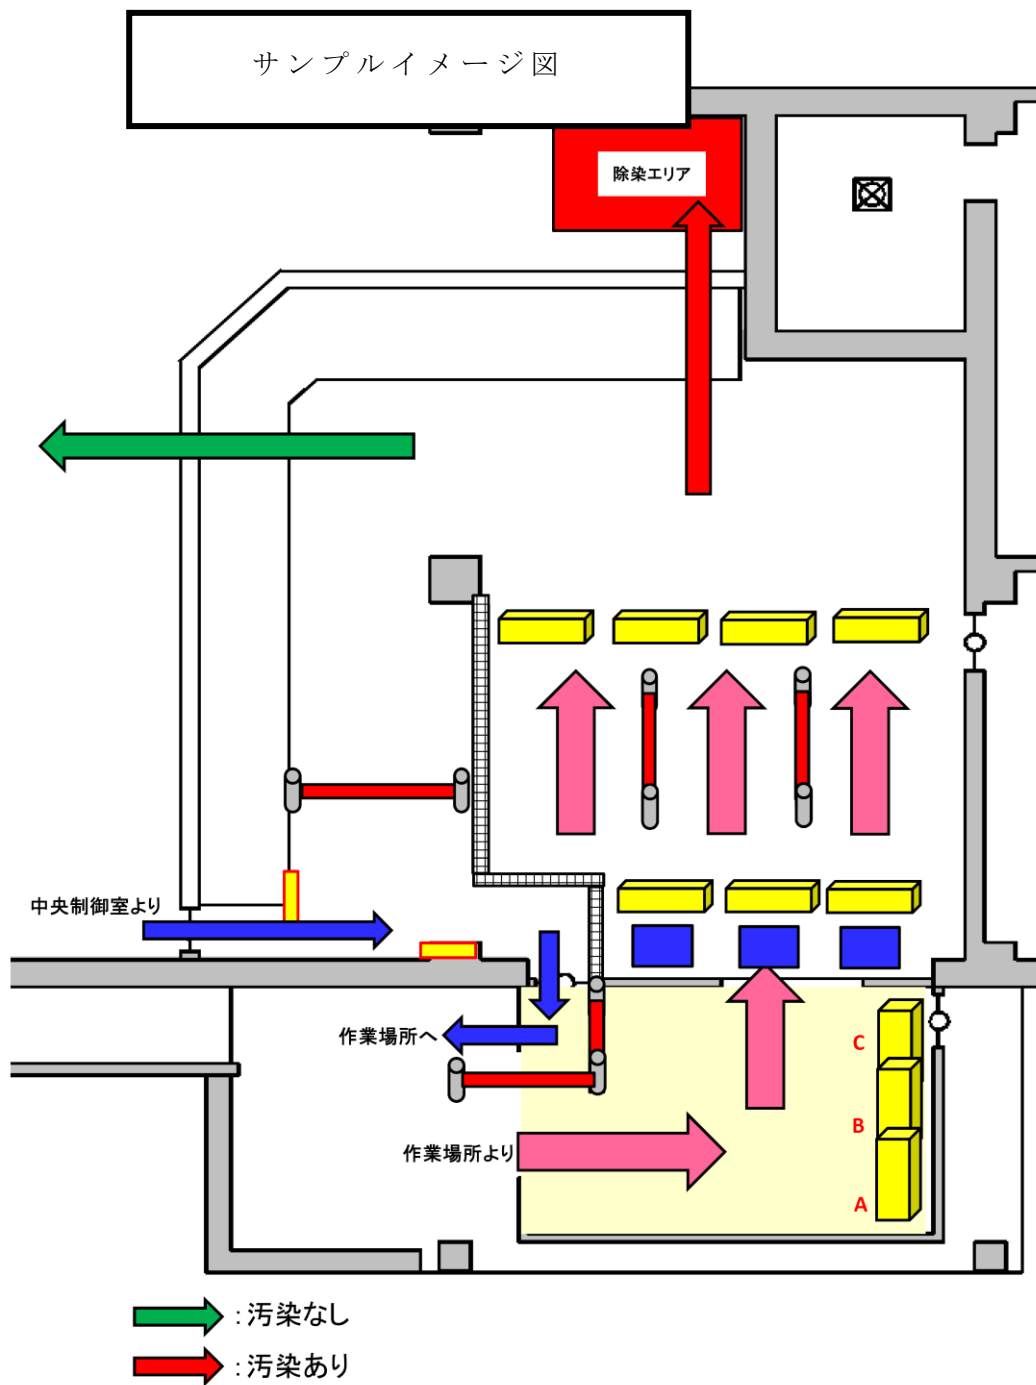 サンプルイメージ図
除染エリア
中央制御室より
作業場所へ
C
B
作業場所より
A
：汚染なし
：汚染あり